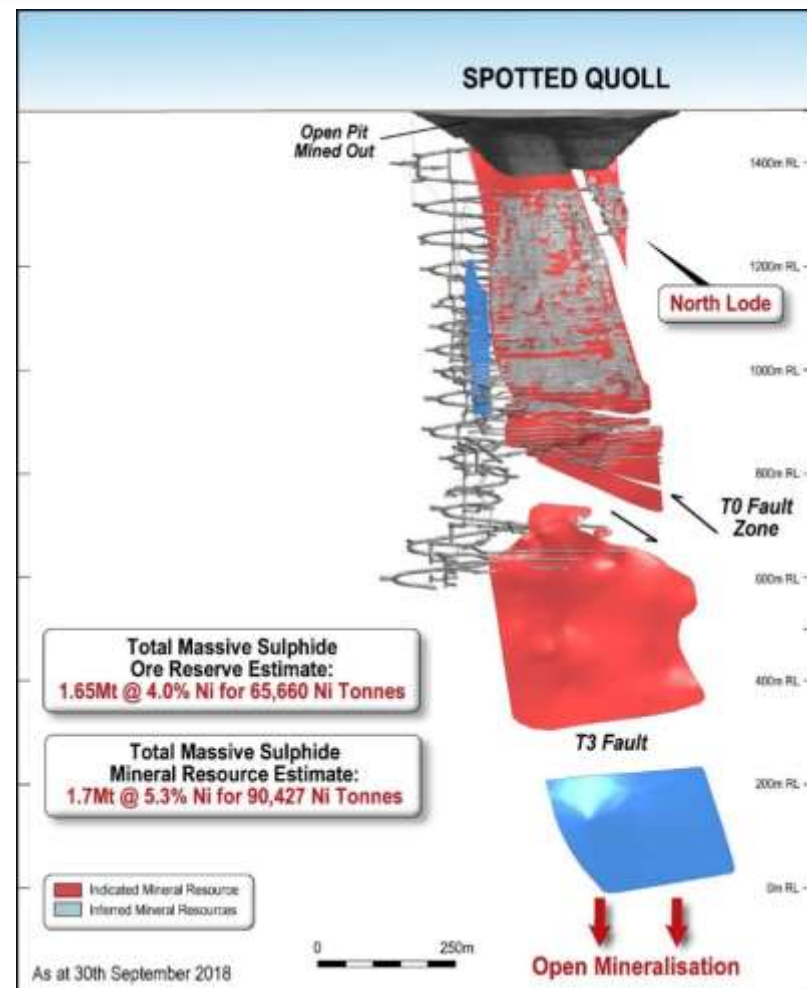 SPOTTED QUOLL
Open Pit
Mined Out
1400m RL
1200m RL
North Lode
1000m RL
800m RL
T0 Fault
Zone
600m RL
Total Massive Sulphide
Ore Reserve Estimate:
1.65Mt @ 4.0% Ni for 65,660 Ni Tonnes
400m RL
T3 Fault
Total Massive Sulphide
Mineral Resource Estimate:
1.7Mt @ 5.3% Ni for 90,427 Ni Tonnes
200m RL
Indicated Mineral Resource
Inferred Mineral Resources
0m RL
0 250m
Open Mineralisation
As at 30th September 2018